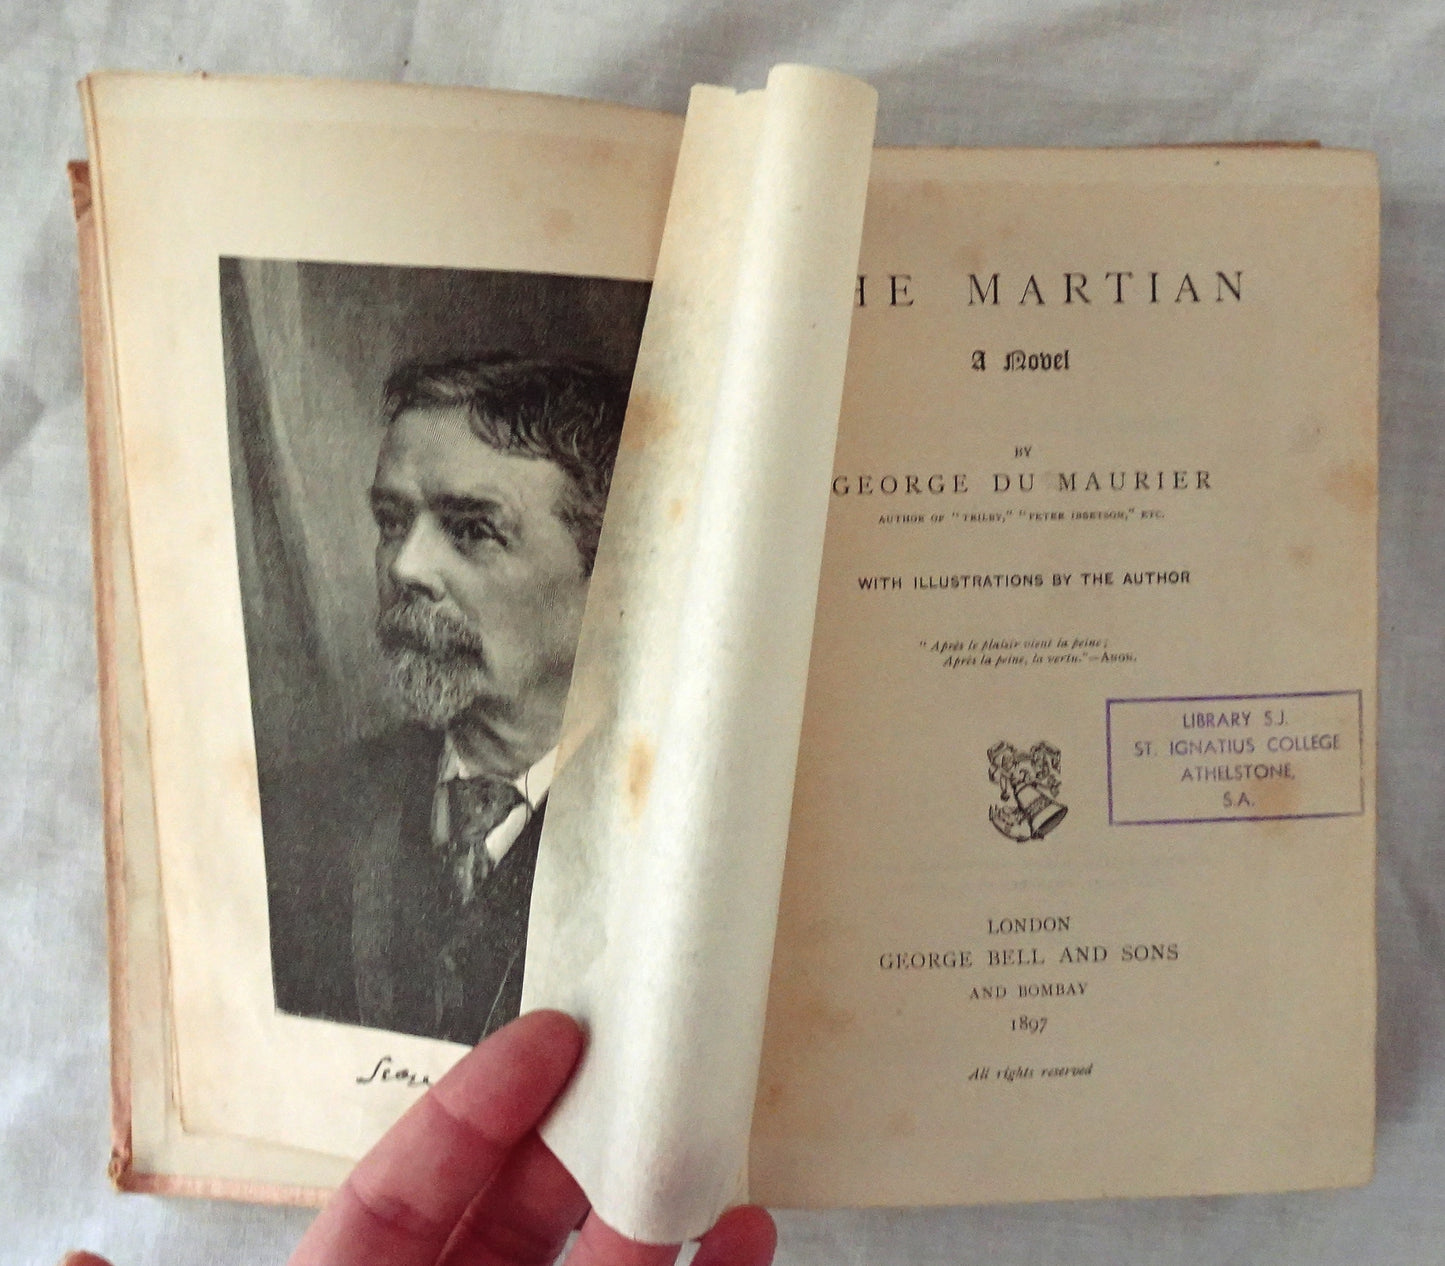 Geor
HE MARTIAN
A Novel
BY
GEORGE DU MAURIER
AUTHOR OF "TRILBY," "PETER IBBETSON," ETC.
WITH ILLUSTRATIONS BY THE AUTHOR
"Après le plaisir vient la peine;
Après la peine, la vertu."—ANON.
LIBRARY S.J.
ST. IGNATIUS COLLEGE
ATHELSTONE,
S.A.
LONDON
GEORGE BELL AND SONS
AND BOMBAY
1897
All rights reserved